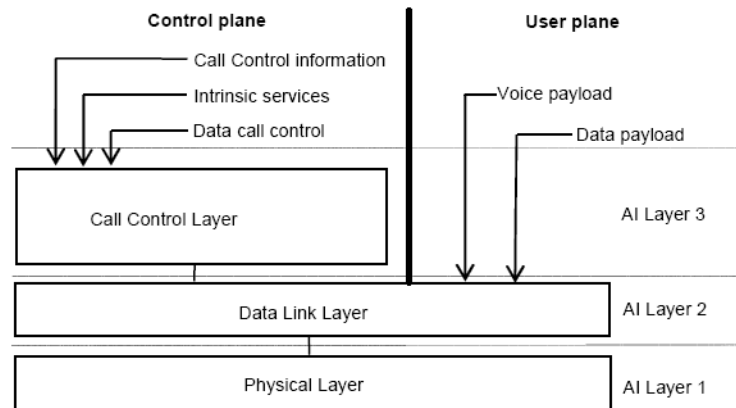 Control plane
User plane
Call Control information
Intrinsic services
Voice payload
Data call control
Data payload
Call Control Layer
AI Layer 3
Data Link Layer
AI Layer 2
Physical Layer
AI Layer 1